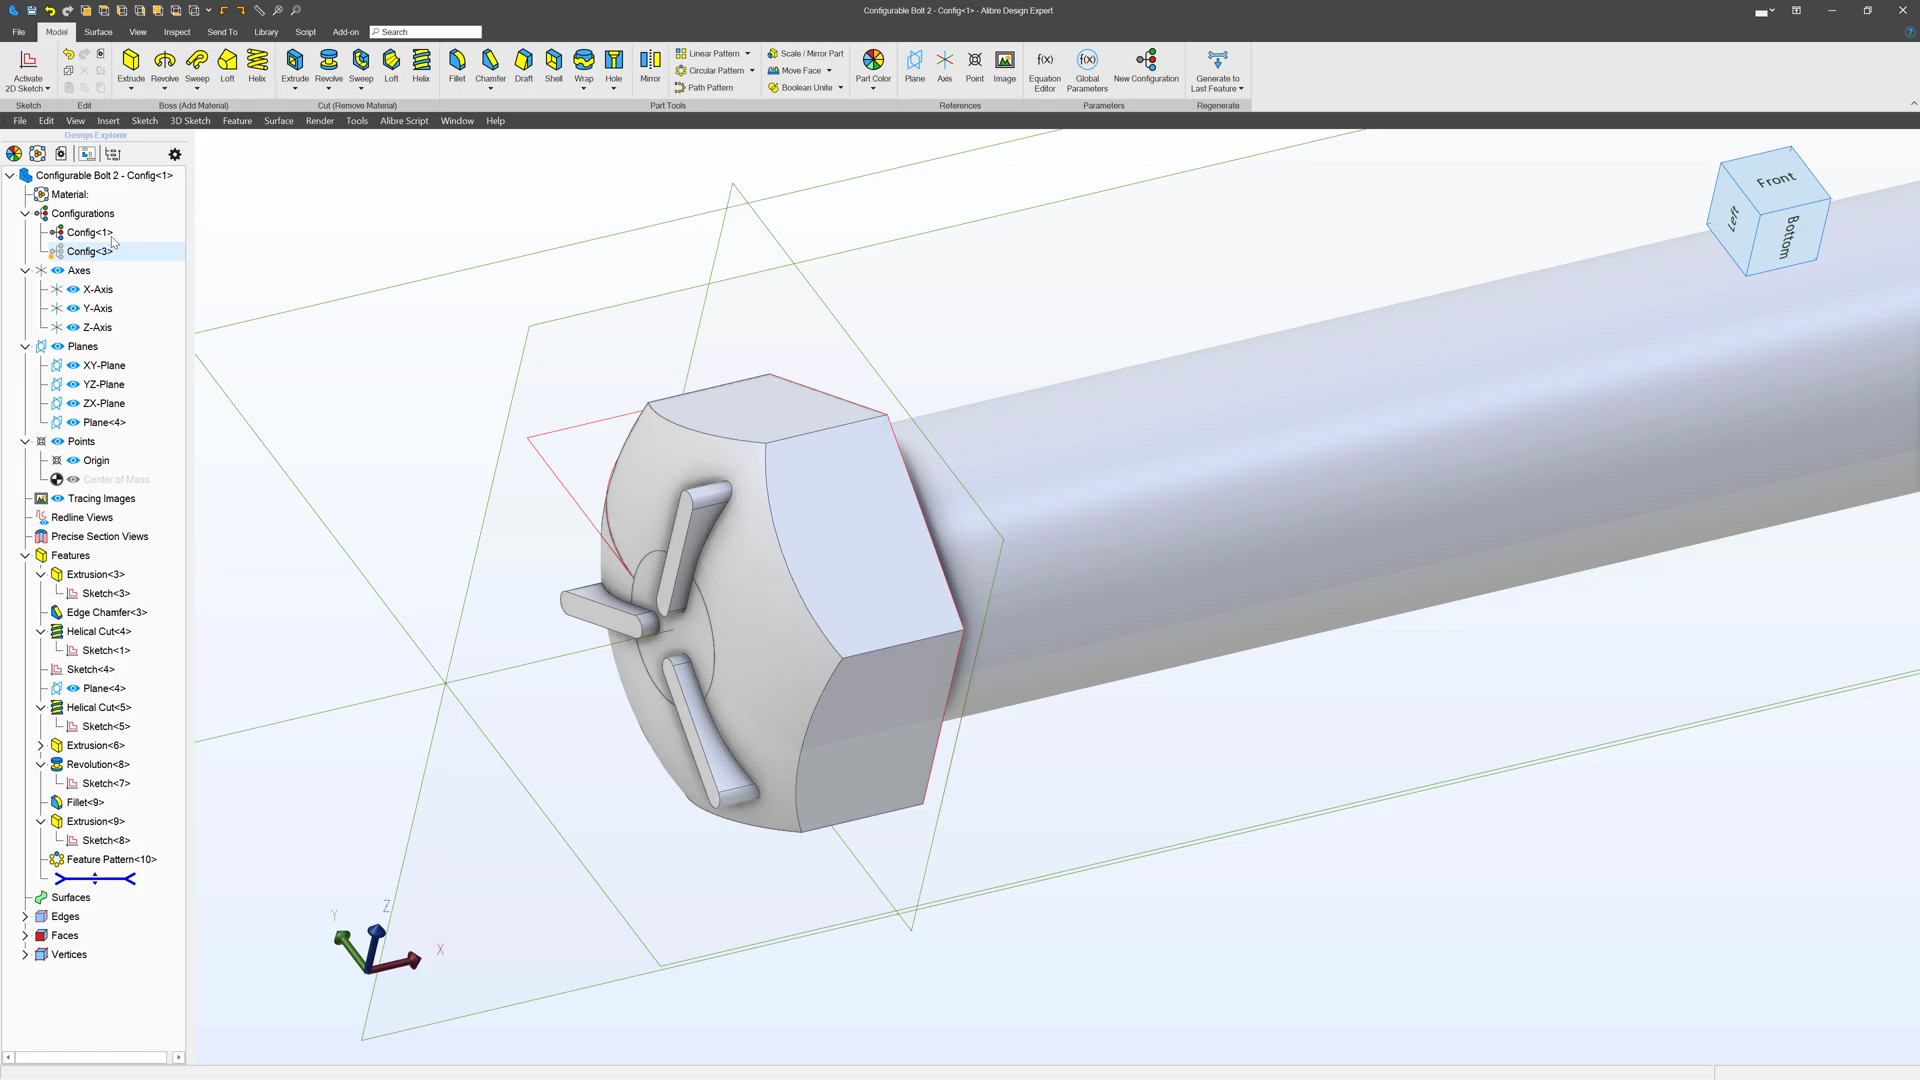 Configurable Bolt 2 - Config<1> - Alibre Design Expert
File Model Surface Sketch View Inspect Send To Library Script Add-on Search
Activate 2D Sketch
Extrude Revolve Sweep Loft Helix
Extrude Revolve Sweep Loft Helix
Fillet Chamfer Draft Shell Wrap Hole Mirror
Linear Pattern
Circular Pattern
Path Pattern
Scale / Mirror Part
Move Face
Boolean Unite
Part Color
Plane Axis Point Image
Equation Editor
Global Parameters
New Configuration
Generate to Last Feature
Sketch Edit Boss (Add Material) Cut (Remove Material) Part Tools References Parameters Regenerate
File Edit View Insert Sketch 3D Sketch Feature Surface Render Tools Alibre Script Window Help
Design Explorer
Configurable Bolt 2 - Config<1>
Material:
Configurations
Config<1>
Config<3>
Axes
X-Axis
Y-Axis
Z-Axis
Planes
XY-Plane
YZ-Plane
ZX-Plane
Plane<4>
Points
Origin
Center of Mass
Tracing Images
Redline Views
Precise Section Views
Features
Extrusion<3>
Sketch<3>
Edge Chamfer<3>
Helical Cut<4>
Sketch<1>
Sketch<4>
Plane<4>
Helical Cut<5>
Sketch<5>
Extrusion<6>
Revolution<8>
Sketch<7>
Fillet<9>
Extrusion<9>
Sketch<8>
Feature Pattern<10>
Surfaces
Edges
Faces
Vertices
Front
Left
Bottom
Y
Z
X